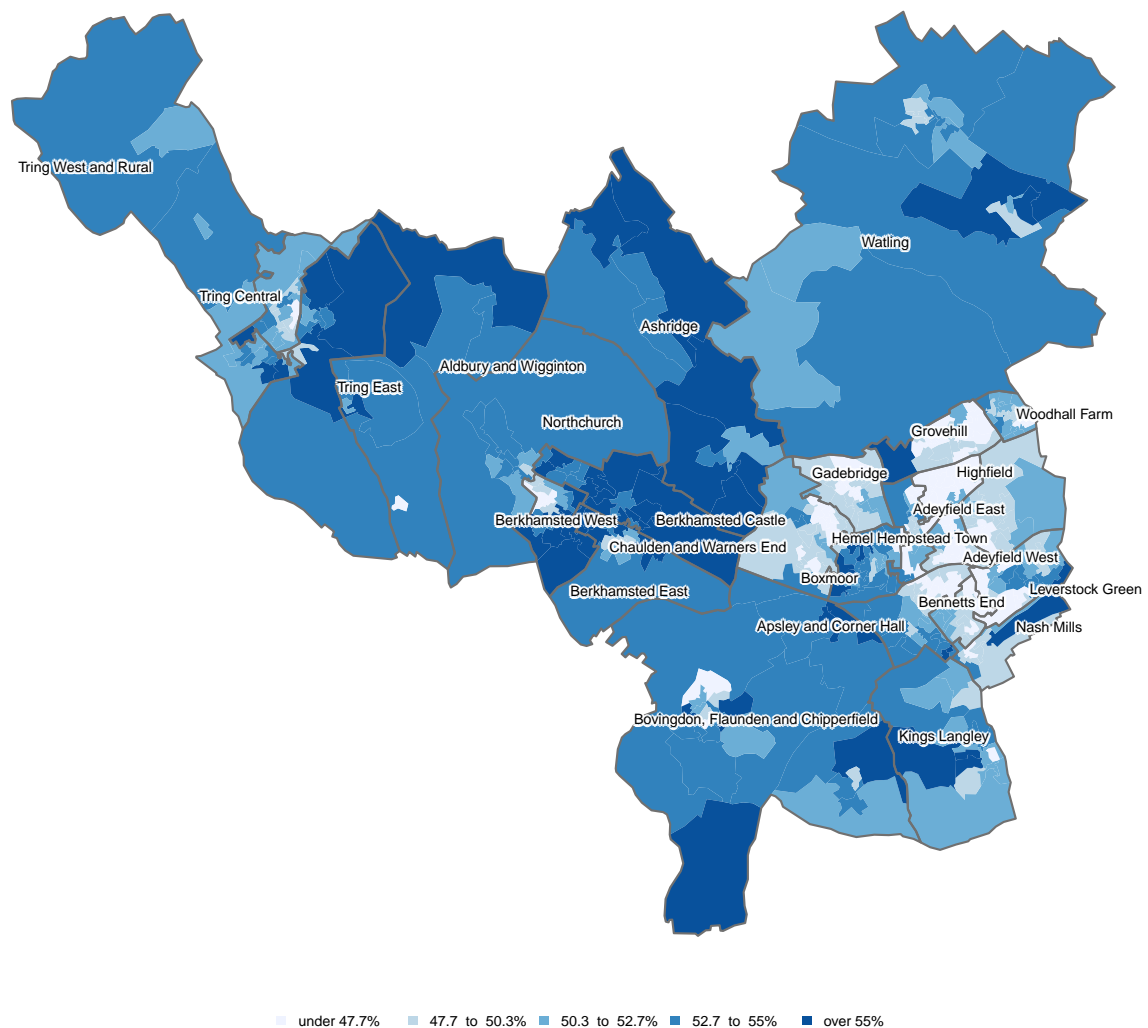 Tring West and Rural
Watling
Tring Central
Ashridge
Aldbury and Wigginton
Tring East
Woodhall Farm
Northchurch
Grovehill
Gadebridge
Highfield
Adeyfield East
Berkhamsted West
Berkhamsted Castle
Hemel Hempstead Town
Chaulden and Warners End
Adeyfield West
Boxmoor
Leverstock Green
Berkhamsted East
Bennetts End
Apsley and Corner Hall
Nash Mills
Bovingdon, Flaunden and Chipperfield
Kings Langley
under 47.7% 47.7 to 50.3% 50.3 to 52.7% 52.7 to 55% over 55%